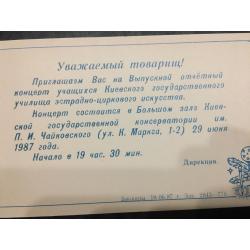 Уважаемый товарищ!
Приглашаем Вас на Выпускной отчётный
концерт учащихся Киевского государственного
училища эстрадно-циркового искусства.
Концерт состоится в Большом зале Киев-
ской государственной консерватории им.
П. И. Чайковского (ул. К. Маркса, 1-2) 29 июня
1987 года.
Начало в 19 час. 30 мин.
Дирекция.